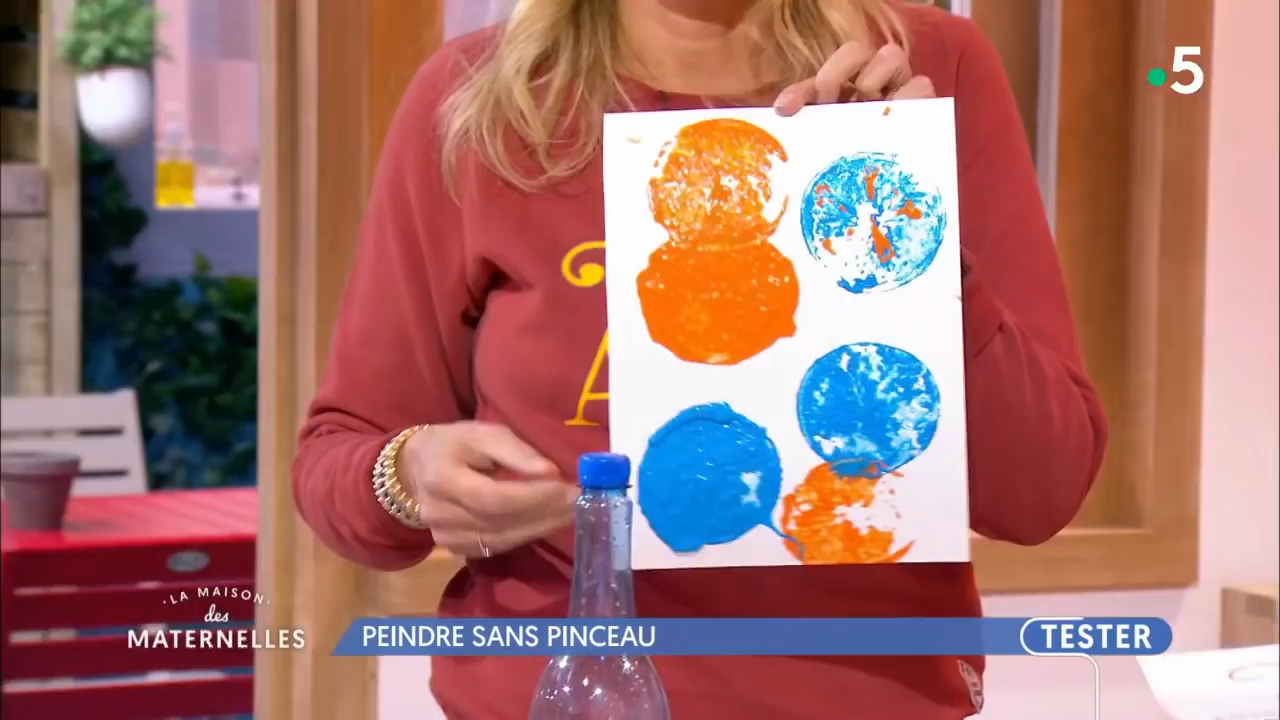 5
A
·LA MAISON·
des
MATERNELLES
PEINDRE SANS PINCEAU
TESTER